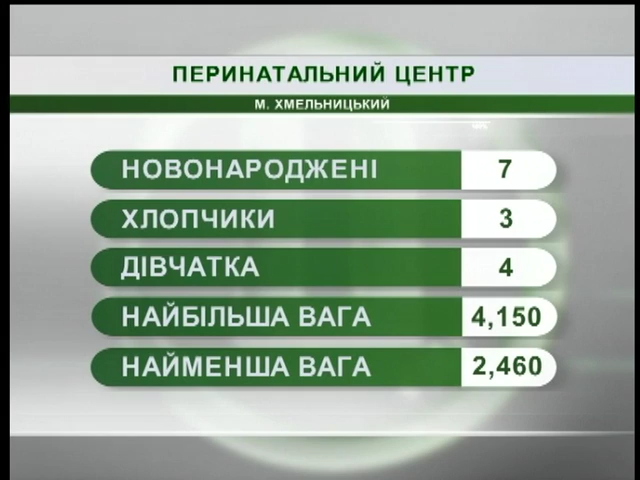 ПЕРИНАТАЛЬНИЙ ЦЕНТР
М. ХМЕЛЬНИЦЬКИЙ
НОВОНАРОДЖЕНІ 7
ХЛОПЧИКИ 3
ДІВЧАТКА 4
НАЙБІЛЬША ВАГА 4,150
НАЙМЕНША ВАГА 2,460